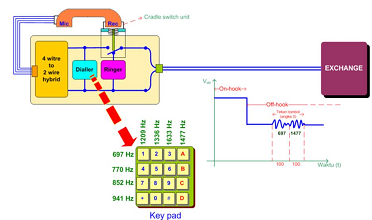 Mic
Rec
Cradle switch unit
4 witre
to
2 wire
hybrid
Dialler
Ringer
EXCHANGE
1209 Hz
1336 Hz
1633 Hz
1477 Hz
697 Hz
770 Hz
852 Hz
941 Hz
1 2 3 A
4 5 6 B
7 8 9 C
* 0 # D
Key pad
On-hook
Off-hook
697
1477
100
100
Waktu (t)